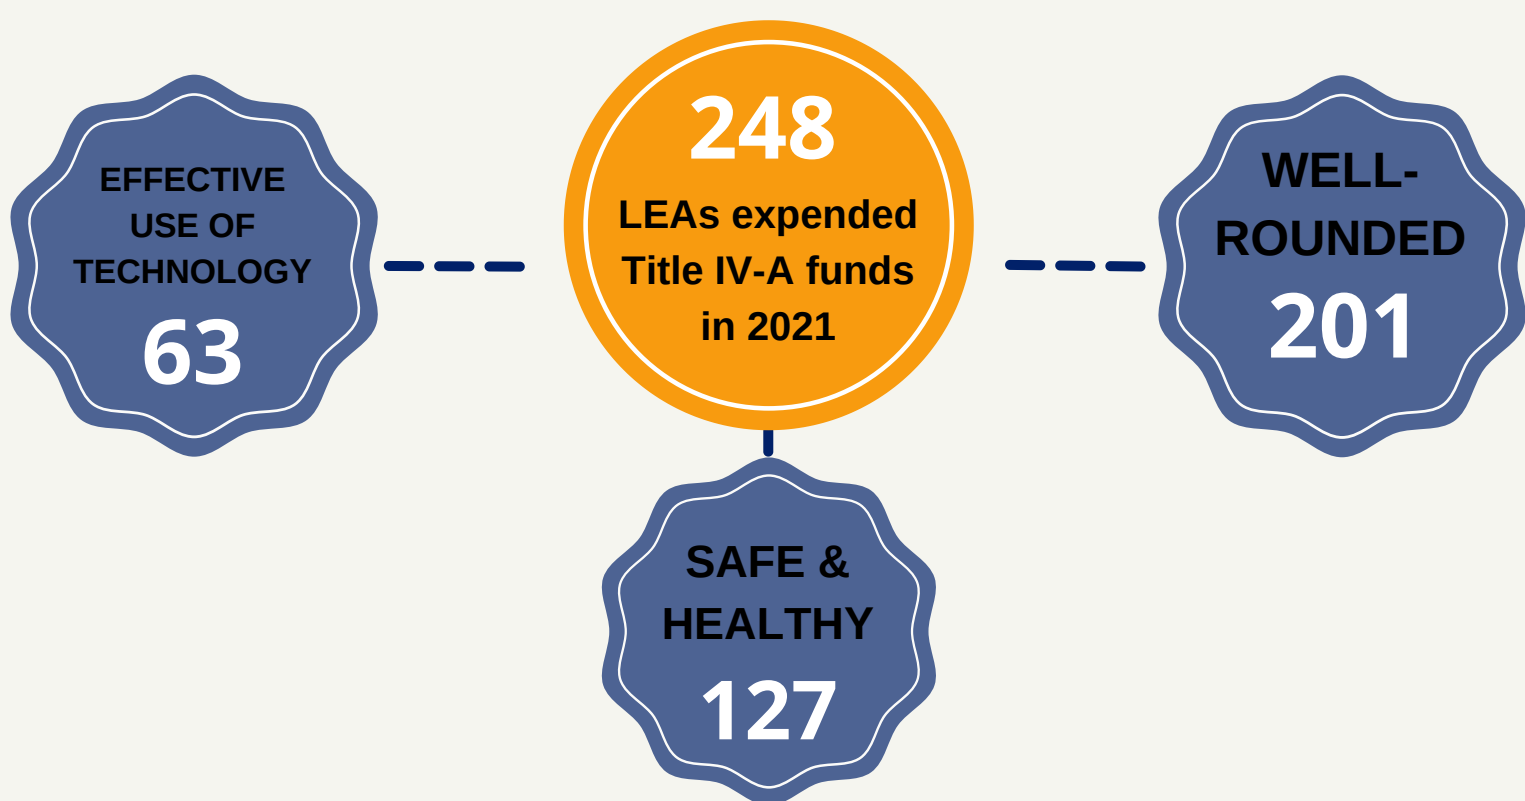 EFFECTIVE
USE OF
TECHNOLOGY
63
248
LEAs expended
Title IV-A funds
in 2021
WELL-
ROUNDED
201
SAFE &
HEALTHY
127